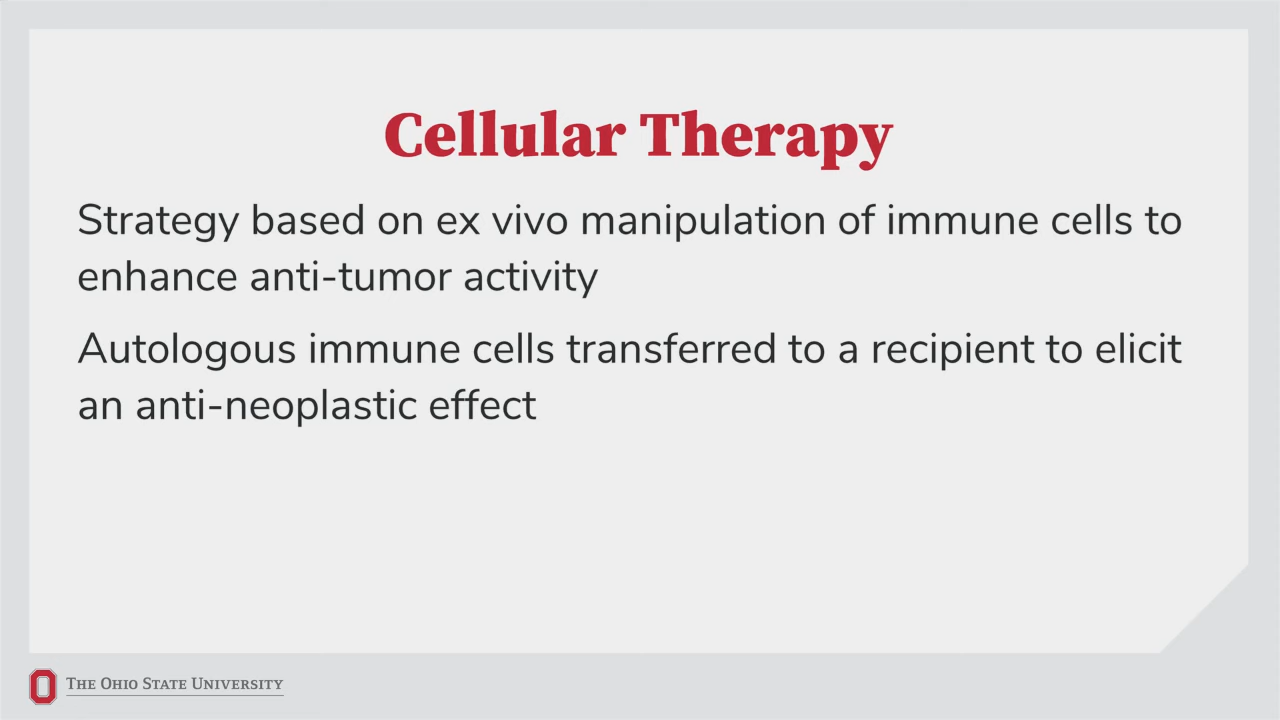 Cellular Therapy
Strategy based on ex vivo manipulation of immune cells to
enhance anti-tumor activity
Autologous immune cells transferred to a recipient to elicit
an anti-neoplastic effect
The Ohio State University